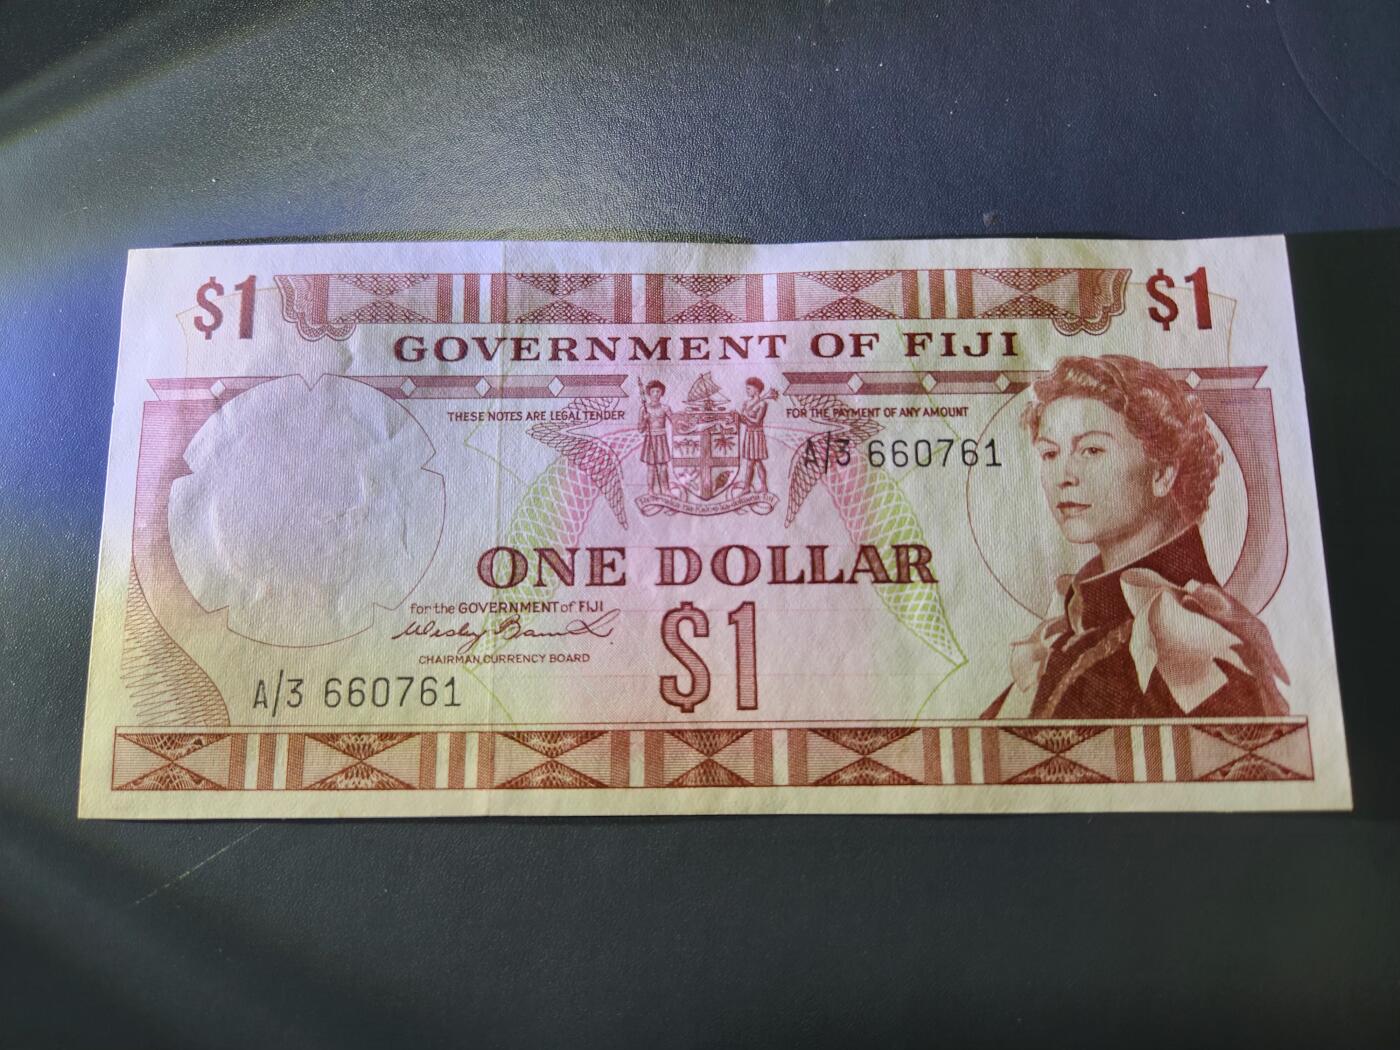 $1 $1
GOVERNMENT OF FIJI
THESE NOTES ARE LEGAL TENDER FOR THE PAYMENT OF ANY AMOUNT
A/3 660761
ONE DOLLAR
for the GOVERNMENT of FIJI
$1
CHAIRMAN CURRENCY BOARD
A/3 660761